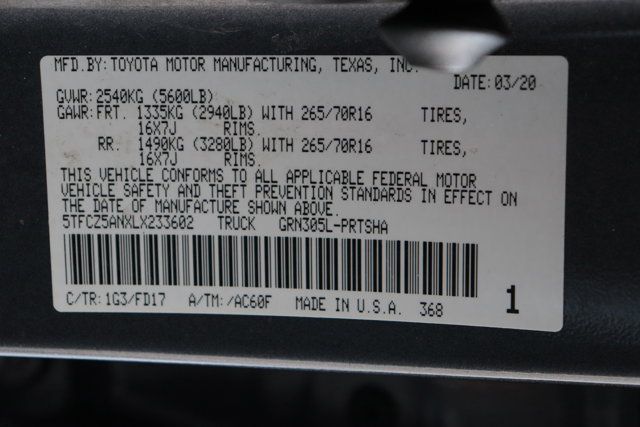 MFD.BY: TOYOTA MOTOR MANUFACTURING, TEXAS, INC.
DATE: 03/20
GVWR: 2540KG (5600LB)
GAWR: FRT. 1335KG (2940LB) WITH 265/70R16 TIRES,
16X7J RIMS.
RR. 1490KG (3280LB) WITH 265/70R16 TIRES,
16X7J RIMS.
THIS VEHICLE CONFORMS TO ALL APPLICABLE FEDERAL MOTOR
VEHICLE SAFETY AND THEFT PREVENTION STANDARDS IN EFFECT ON
THE DATE OF MANUFACTURE SHOWN ABOVE.
5TFCZ5ANXLX233602 TRUCK GRN305L-PRTSHA
C/TR: 1G3/FD17 A/TM: /AC60F MADE IN U.S.A. 368 1